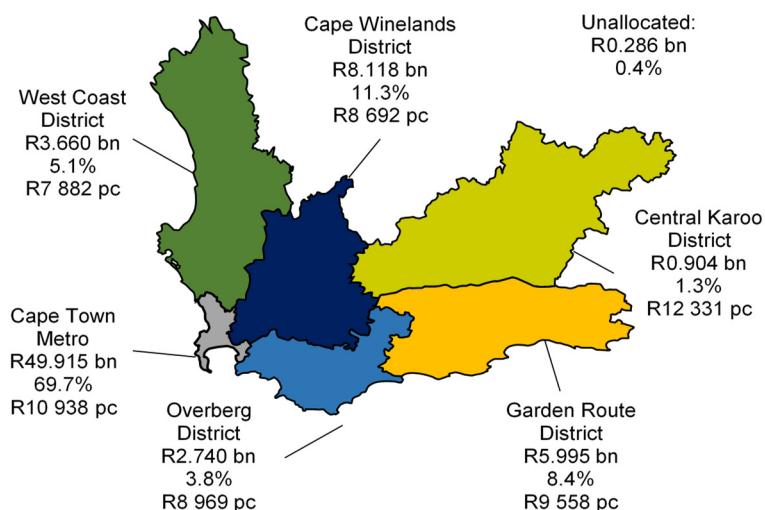 Cape Winelands
District
R8.118 bn
11.3%
R8 692 pc
Unallocated:
R0.286 bn
0.4%
West Coast
District
R3.660 bn
5.1%
R7 882 pc
Central Karoo
District
R0.904 bn
1.3%
R12 331 pc
Cape Town
Metro
R49.915 bn
69.7%
R10 938 pc
Overberg
District
R2.740 bn
3.8%
R8 969 pc
Garden Route
District
R5.995 bn
8.4%
R9 558 pc